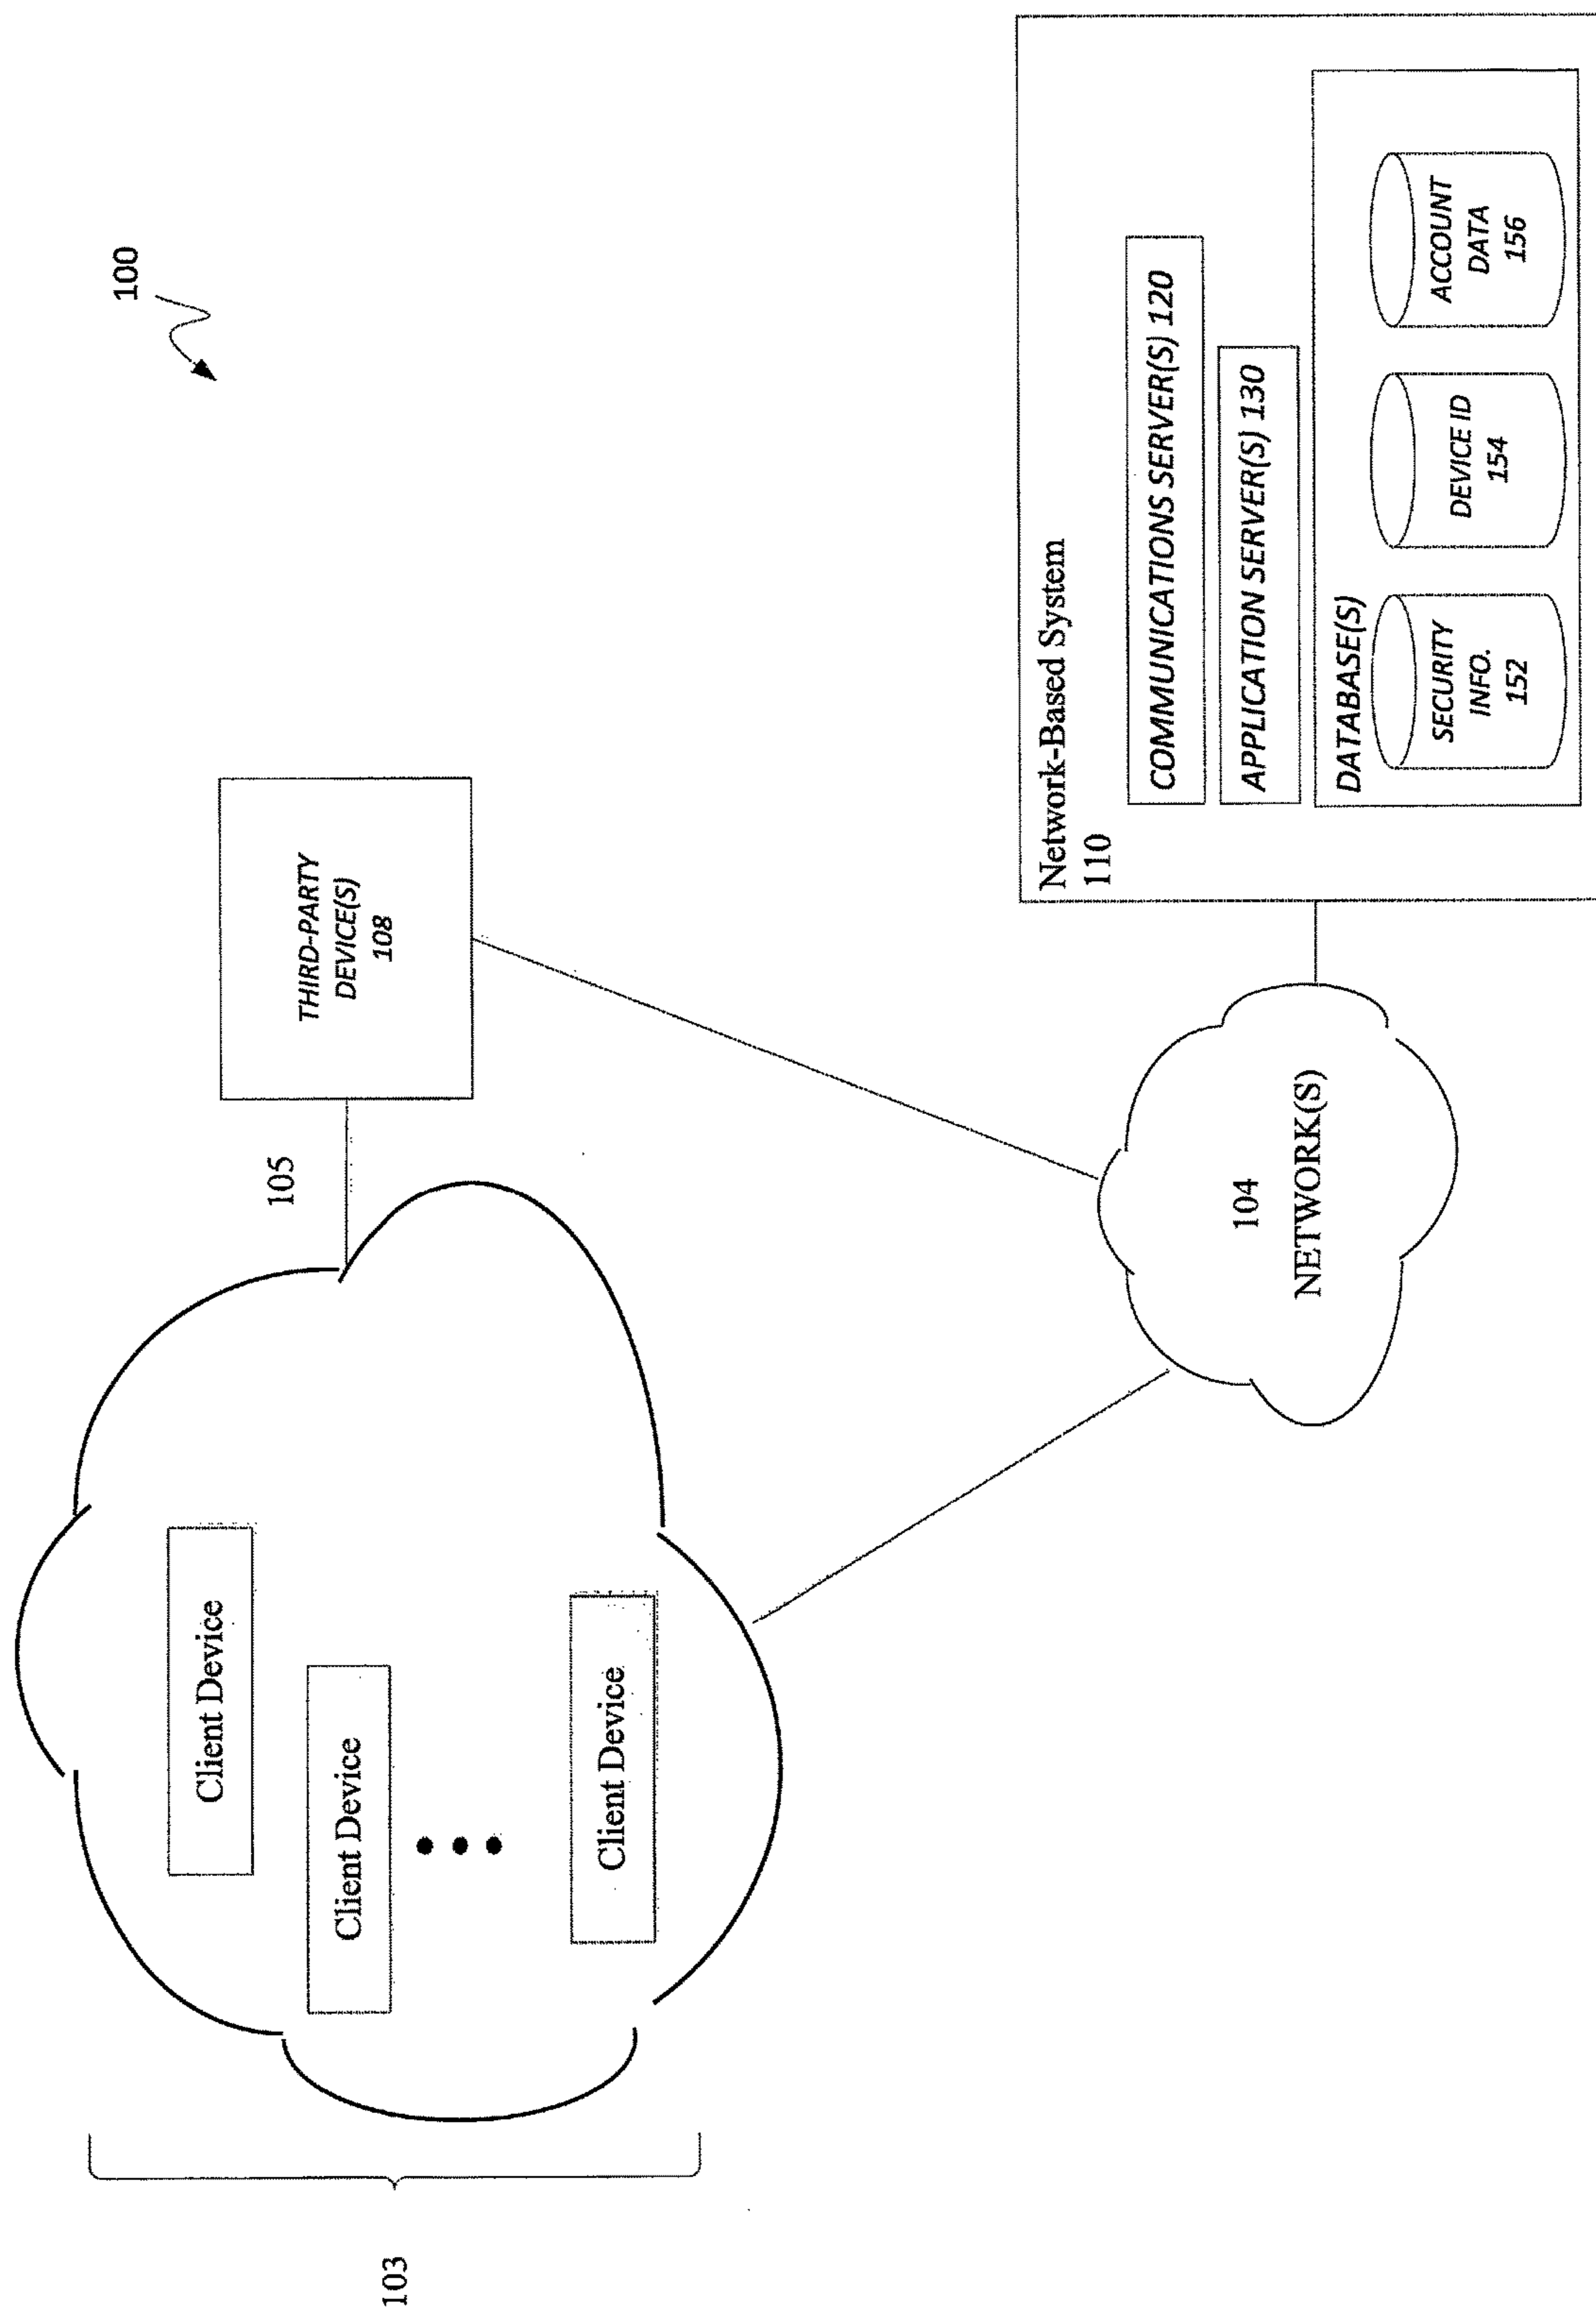 100
103
Client Device
Client Device
Client Device
105
THIRD-PARTY
DEVICE(S)
108
104
NETWORK(S)
Network-Based System
110
COMMUNICATIONS SERVER(S) 120
APPLICATION SERVER(S) 130
DATABASE(S)
SECURITY
INFO.
152
DEVICE ID
154
ACCOUNT
DATA
156